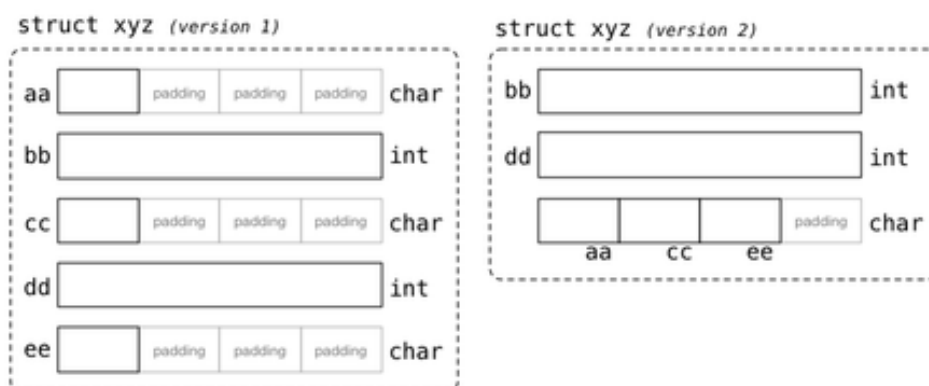 struct xyz (version 1)
aa padding padding padding char
bb int
cc padding padding padding char
dd int
ee padding padding padding char
struct xyz (version 2)
bb int
dd int
padding char
aa cc ee